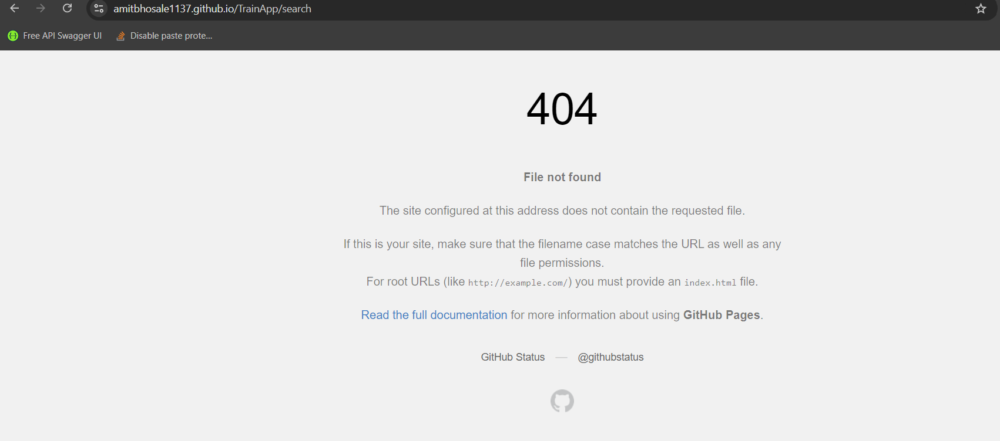 amitbhosale1137.github.io/TrainApp/search
Free API Swagger UI
Disable paste prote...
404
File not found
The site configured at this address does not contain the requested file.
If this is your site, make sure that the filename case matches the URL as well as any
file permissions.
For root URLs (like http://example.com/) you must provide an index.html file.
Read the full documentation for more information about using GitHub Pages.
GitHub Status — @githubstatus